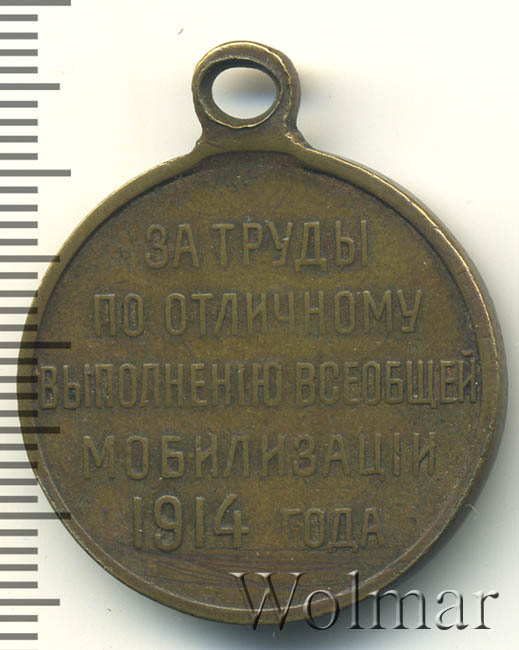 ЗА ТРУДЫ
ПО ОТЛИЧНОМУ
ВЫПОЛНЕНIЮ ВСЕОБЩЕЙ
МОБИЛИЗАЦIИ
1914 ГОДА
Wolmar